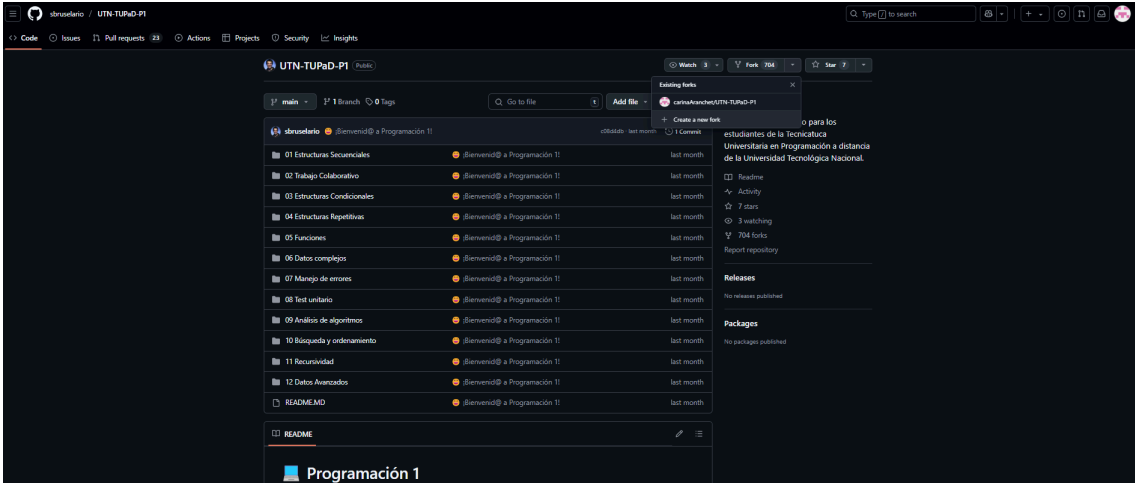 sbruselario / UTN-TUPaD-P1
Type / to search
Code Issues Pull requests 23 Actions Projects Security Insights
UTN-TUPaD-P1 Public
Watch 3 Fork 704 Star 7
Existing forks
carinaAranchet/UTN-TUPaD-P1
Create a new fork
main 1 Branch 0 Tags Go to file t Add file
sbruselario ¡Bienvenid@ a Programación 1! c08d4db · last month 1 Commit
01 Estructuras Secuenciales ¡Bienvenid@ a Programación 1! last month
02 Trabajo Colaborativo ¡Bienvenid@ a Programación 1! last month
03 Estructuras Condicionales ¡Bienvenid@ a Programación 1! last month
04 Estructuras Repetitivas ¡Bienvenid@ a Programación 1! last month
05 Funciones ¡Bienvenid@ a Programación 1! last month
06 Datos complejos ¡Bienvenid@ a Programación 1! last month
07 Manejo de errores ¡Bienvenid@ a Programación 1! last month
08 Test unitario ¡Bienvenid@ a Programación 1! last month
09 Análisis de algoritmos ¡Bienvenid@ a Programación 1! last month
10 Búsqueda y ordenamiento ¡Bienvenid@ a Programación 1! last month
11 Recursividad ¡Bienvenid@ a Programación 1! last month
12 Datos Avanzados ¡Bienvenid@ a Programación 1! last month
README.MD ¡Bienvenid@ a Programación 1! last month
README
Programación 1
para los
estudiantes de la Tecnicatura
Universitaria en Programación a distancia
de la Universidad Tecnológica Nacional.
Readme
Activity
7 stars
3 watching
704 forks
Report repository
Releases
No releases published
Packages
No packages published